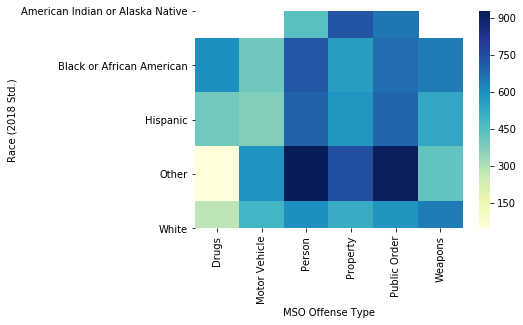 American Indian or Alaska Native
Black or African American
Hispanic
Other
White
Race (2018 Std.)
Drugs
Motor Vehicle
Person
Property
Public Order
Weapons
MSO Offense Type
900
750
600
450
300
150